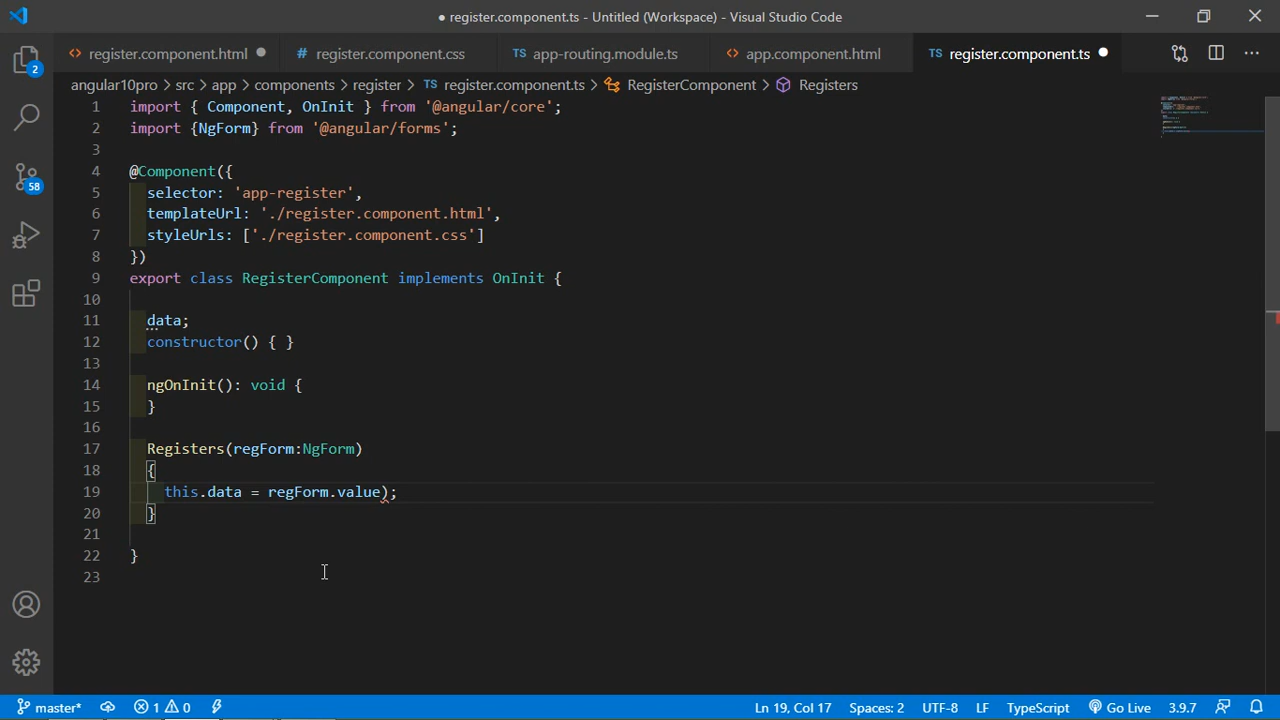 ● register.component.ts - Untitled (Workspace) - Visual Studio Code
register.component.html ● register.component.css app-routing.module.ts app.component.html register.component.ts ●
angular10pro › src › app › components › register › register.component.ts › RegisterComponent › Registers
1 import { Component, OnInit } from '@angular/core';
2 import {NgForm} from '@angular/forms';
3
4 @Component({
5 selector: 'app-register',
6 templateUrl: './register.component.html',
7 styleUrls: ['./register.component.css']
8 })
9 export class RegisterComponent implements OnInit {
10
11 data;
12 constructor() { }
13
14 ngOnInit(): void {
15 }
16
17 Registers(regForm:NgForm)
18 {
19 this.data = regForm.value);
20 }
21
22 }
23
2
58
master* 1 0 Ln 19, Col 17 Spaces: 2 UTF-8 LF TypeScript Go Live 3.9.7